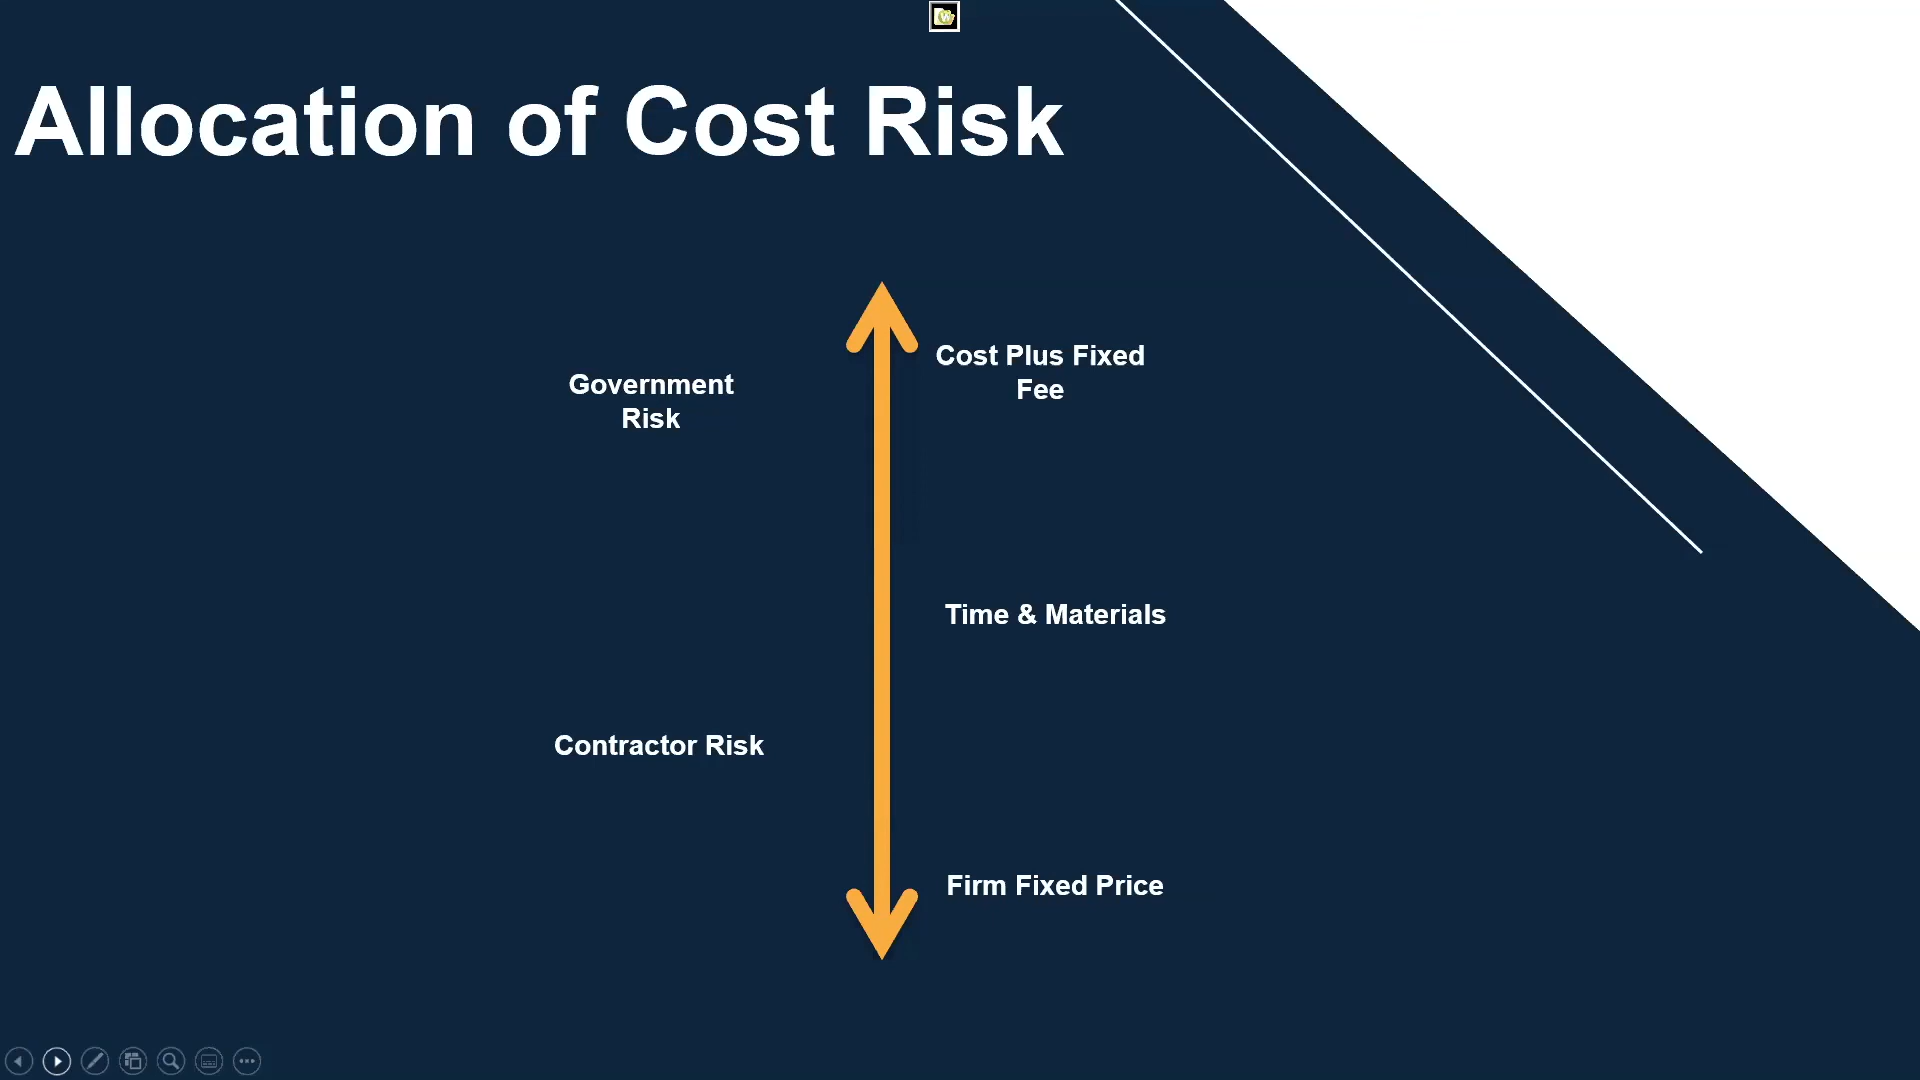 Allocation of Cost Risk
Government
Risk
Cost Plus Fixed
Fee
Time & Materials
Contractor Risk
Firm Fixed Price